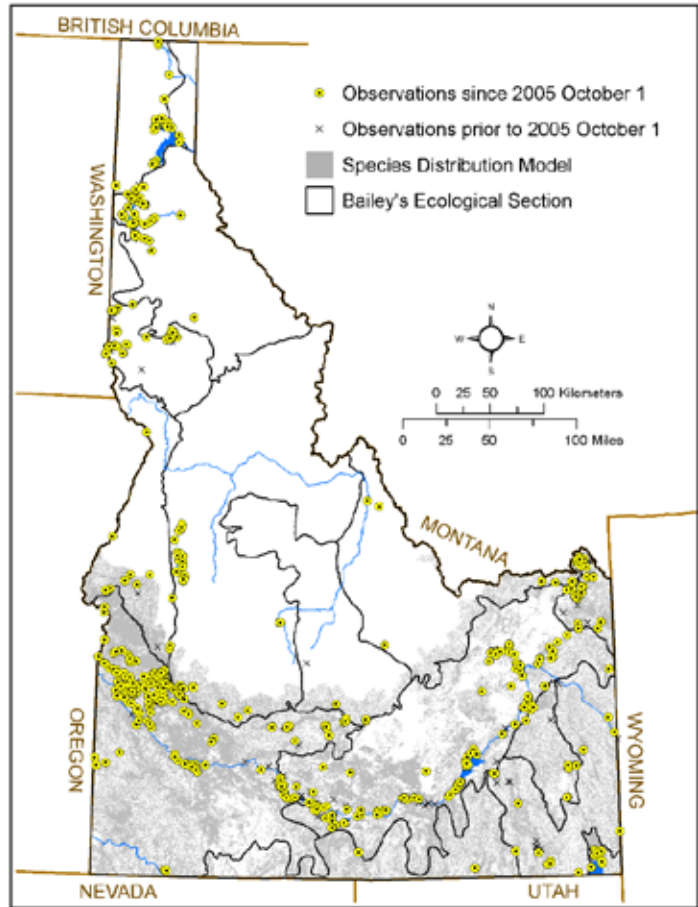 BRITISH COLUMBIA
Observations since 2005 October 1
Observations prior to 2005 October 1
Species Distribution Model
Bailey's Ecological Section
WASHINGTON
N
W E
S
0 25 50 100 Kilometers
0 25 50 100 Miles
MONTANA
OREGON
WYOMING
NEVADA UTAH